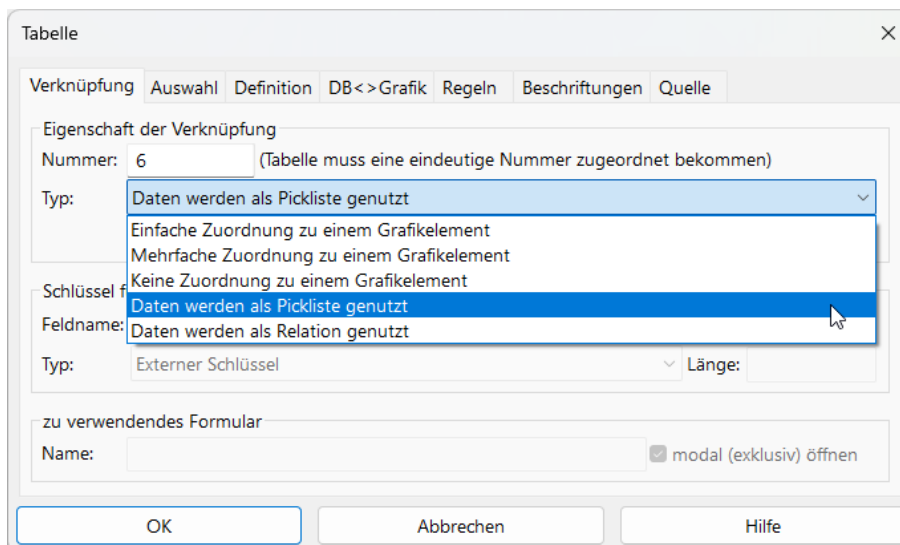 Tabelle
Verknüpfung Auswahl Definition DB<>Grafik Regeln Beschriftungen Quelle
Eigenschaft der Verknüpfung
Nummer: 6 (Tabelle muss eine eindeutige Nummer zugeordnet bekommen)
Typ: Daten werden als Pickliste genutzt
Einfache Zuordnung zu einem Grafikelement
Mehrfache Zuordnung zu einem Grafikelement
Keine Zuordnung zu einem Grafikelement
Schlüssel f
Daten werden als Pickliste genutzt
Feldname:
Daten werden als Relation genutzt
Typ: Externer Schlüssel Länge:
zu verwendendes Formular
Name: modal (exklusiv) öffnen
OK Abbrechen Hilfe